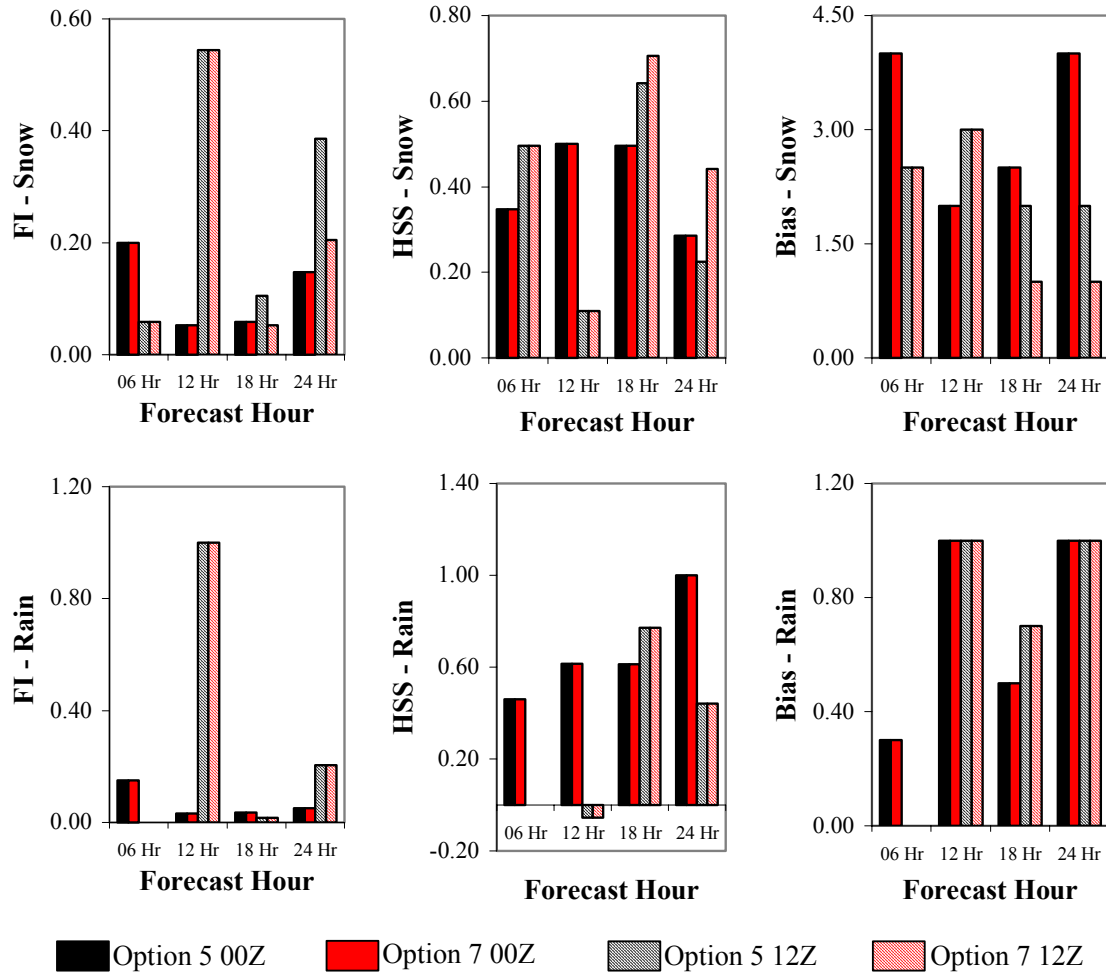 FI - Snow
0.60
0.40
0.20
0.00
06 Hr 12 Hr 18 Hr 24 Hr
Forecast Hour
HSS - Snow
0.80
0.60
0.40
0.20
0.00
06 Hr 12 Hr 18 Hr 24 Hr
Forecast Hour
Bias - Snow
4.50
3.00
1.50
0.00
06 Hr 12 Hr 18 Hr 24 Hr
Forecast Hour
FI - Rain
1.20
0.80
0.40
0.00
06 Hr 12 Hr 18 Hr 24 Hr
Forecast Hour
HSS - Rain
1.40
1.00
0.60
0.20
-0.20
06 Hr 12 Hr 18 Hr 24 Hr
Forecast Hour
Bias - Rain
1.20
0.80
0.40
0.00
06 Hr 12 Hr 18 Hr 24 Hr
Forecast Hour
Option 5 00Z Option 7 00Z Option 5 12Z Option 7 12Z